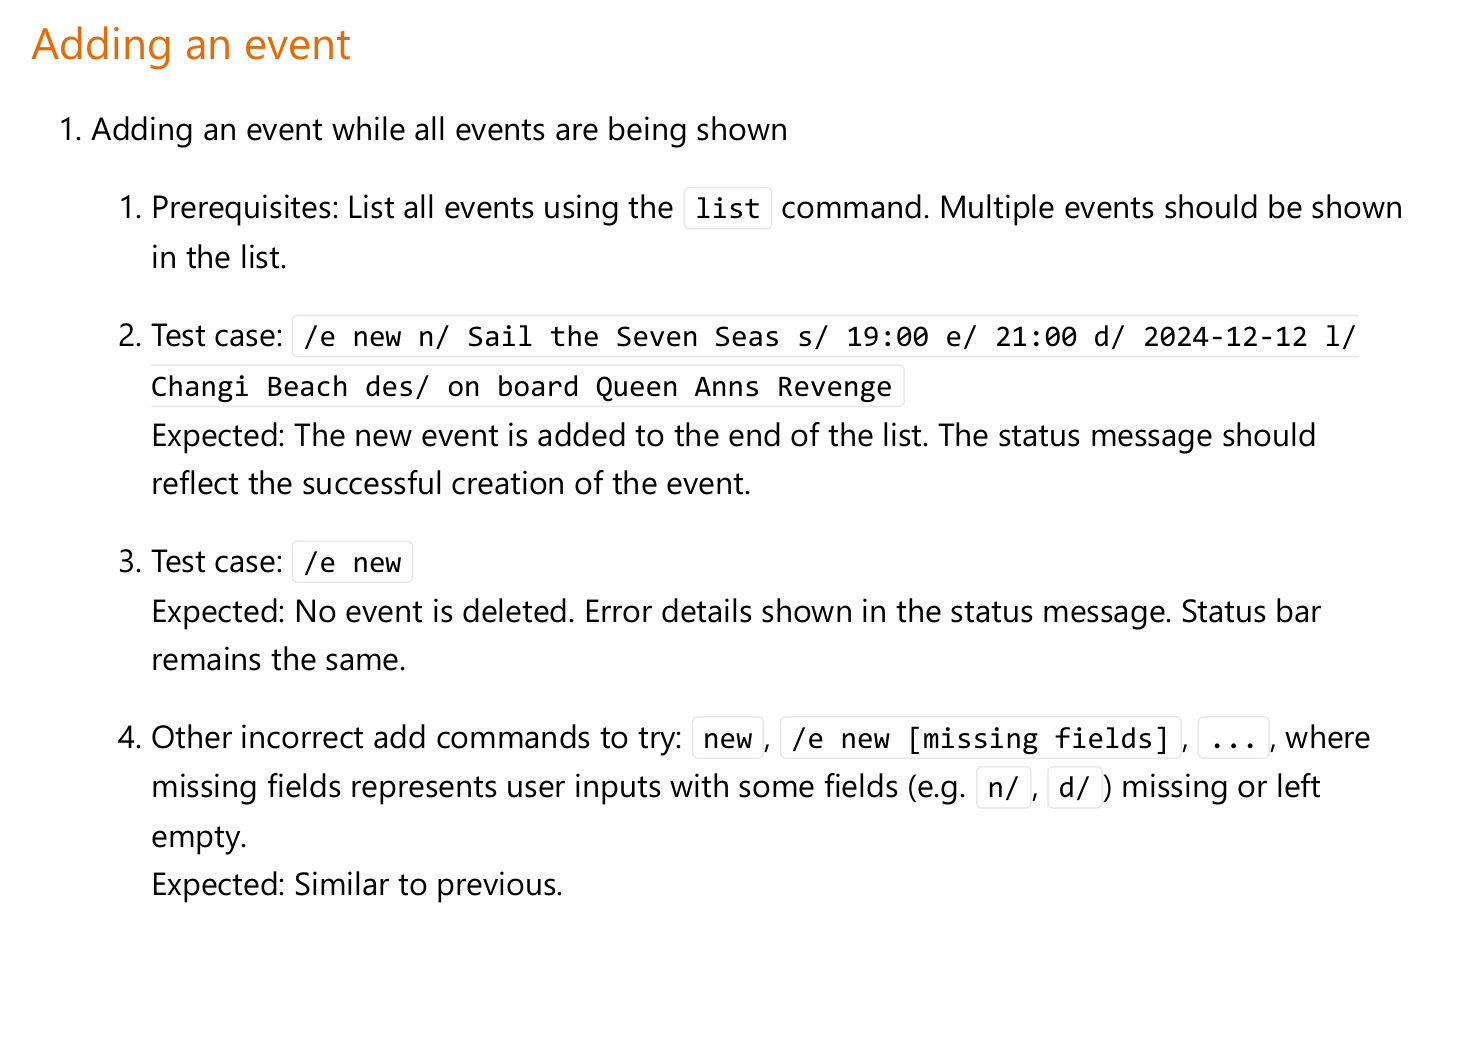 Adding an event
1. Adding an event while all events are being shown
1. Prerequisites: List all events using the list command. Multiple events should be shown
in the list.
2. Test case: /e new n/ Sail the Seven Seas s/ 19:00 e/ 21:00 d/ 2024-12-12 l/
Changi Beach des/ on board Queen Anns Revenge
Expected: The new event is added to the end of the list. The status message should
reflect the successful creation of the event.
3. Test case: /e new
Expected: No event is deleted. Error details shown in the status message. Status bar
remains the same.
4. Other incorrect add commands to try: new, /e new [missing fields], ..., where
missing fields represents user inputs with some fields (e.g. n/, d/) missing or left
empty.
Expected: Similar to previous.